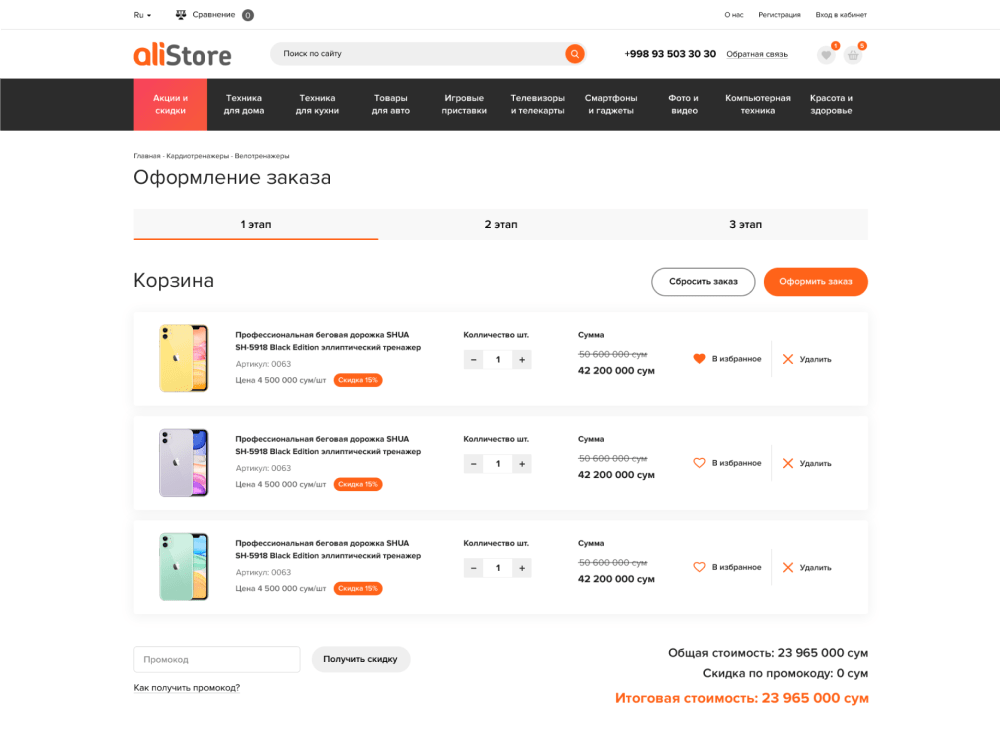 Ru
Сравнение 0
О нас Регистрация Вход в кабинет
aliStore
Поиск по сайту
+998 93 503 30 30 Обратная связь
1 5
Акции и скидки
Техника для дома
Техника для кухни
Товары для авто
Игровые приставки
Телевизоры и телекарты
Смартфоны и гаджеты
Фото и видео
Компьютерная техника
Красота и здоровье
Главная - Кардиотренажеры - Велотренажеры
Оформление заказа
1 этап 2 этап 3 этап
Корзина
Сбросить заказ Оформить заказ
Профессиональная беговая дорожка SHUA
SH-5918 Black Edition эллиптический тренажер
Артикул: 0063
Цена 4 500 000 сум/шт Скидка 15%
Колличество шт.
− 1 +
Сумма
50 600 000 сум
42 200 000 сум
В избранное Удалить
Профессиональная беговая дорожка SHUA
SH-5918 Black Edition эллиптический тренажер
Артикул: 0063
Цена 4 500 000 сум/шт Скидка 15%
Колличество шт.
− 1 +
Сумма
50 600 000 сум
42 200 000 сум
В избранное Удалить
Профессиональная беговая дорожка SHUA
SH-5918 Black Edition эллиптический тренажер
Артикул: 0063
Цена 4 500 000 сум/шт Скидка 15%
Колличество шт.
− 1 +
Сумма
50 600 000 сум
42 200 000 сум
В избранное Удалить
Промокод Получить скидку
Как получить промокод?
Общая стоимость: 23 965 000 сум
Скидка по промокоду: 0 сум
Итоговая стоимость: 23 965 000 сум